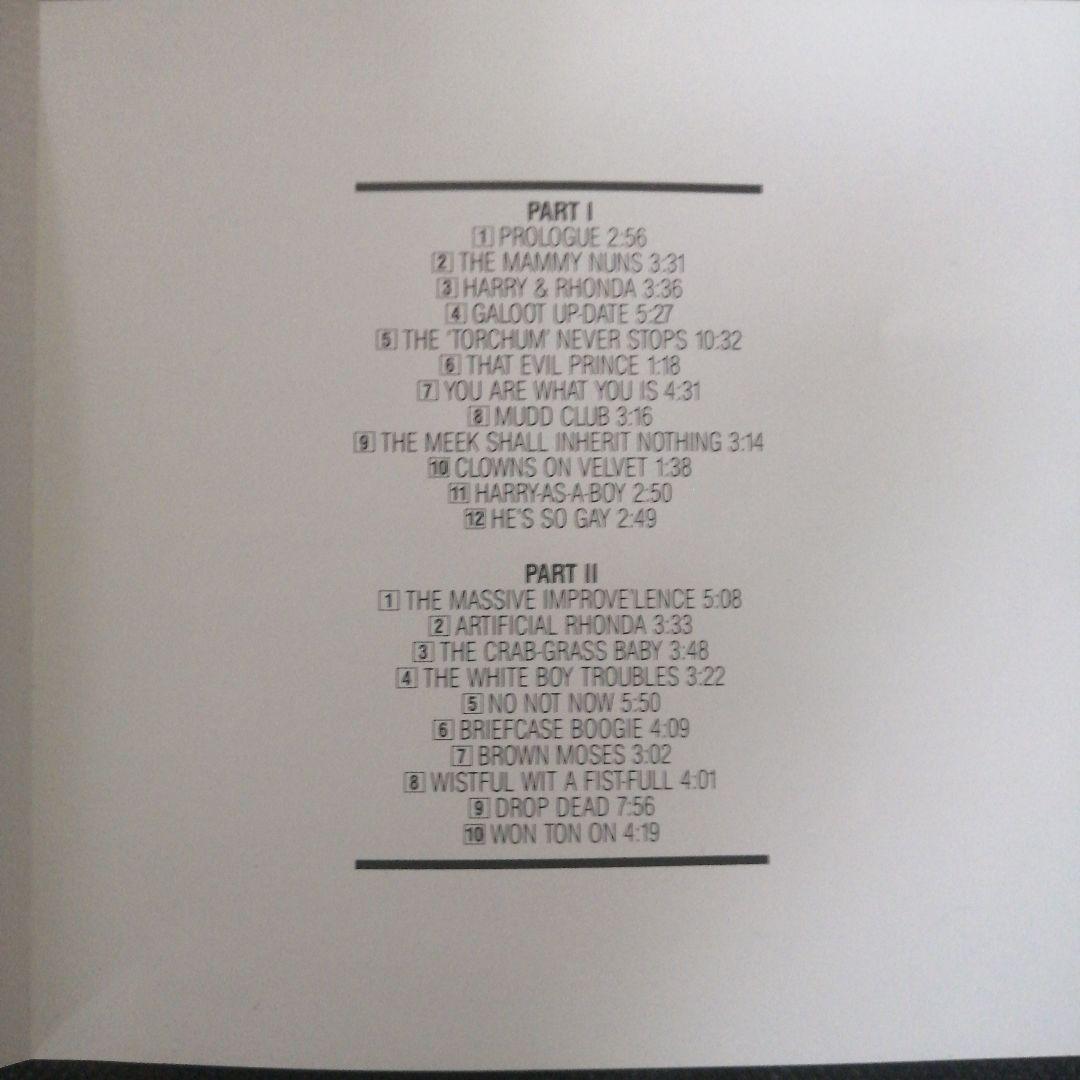 PART I
1 PROLOGUE 2:56
2 THE MAMMY NUNS 3:31
3 HARRY & RHONDA 3:36
4 GALOOT UP-DATE 5:27
5 THE 'TORCHUM' NEVER STOPS 10:32
6 THAT EVIL PRINCE 1:18
7 YOU ARE WHAT YOU IS 4:31
8 MUDD CLUB 3:16
9 THE MEEK SHALL INHERIT NOTHING 3:14
10 CLOWNS ON VELVET 1:38
11 HARRY-AS-A-BOY 2:50
12 HE'S SO GAY 2:49
PART II
1 THE MASSIVE IMPROVE'LENCE 5:08
2 ARTIFICIAL RHONDA 3:33
3 THE CRAB-GRASS BABY 3:48
4 THE WHITE BOY TROUBLES 3:22
5 NO NOT NOW 5:50
6 BRIEFCASE BOOGIE 4:09
7 BROWN MOSES 3:02
8 WISTFUL WIT A FIST-FULL 4:01
9 DROP DEAD 7:56
10 WON TON ON 4:19